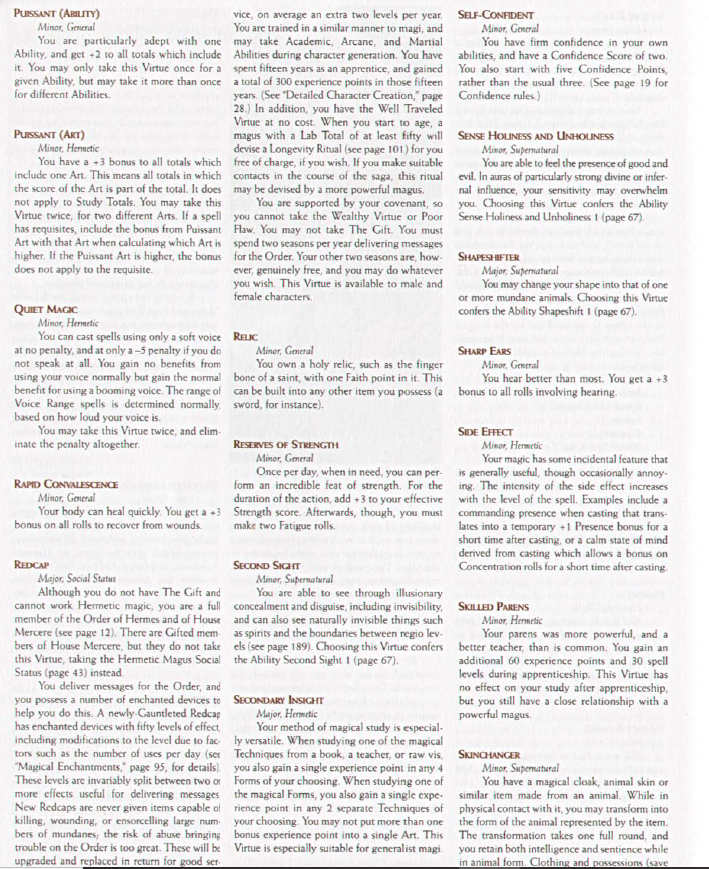 PUISSANT (ABILITY)
Minor, General
You are particularly adept with one
Ability, and get +2 to all totals which include
it. You may only take this Virtue once for a
given Ability, but may take it more than once
for different Abilities.
PUISSANT (ART)
Minor, Hermetic
You have a +3 bonus to all totals which
include one Art. This means all totals in which
the score of the Art is part of the total. It does
not apply to Study Totals. You may take this
Virtue twice, for two different Arts. If a spell
has requisites, include the bonus from Puissant
Art with that Art when calculating which Art is
higher. If the Puissant Art is higher, the bonus
does not apply to the requisite.
QUIET MAGIC
Minor, Hermetic
You can cast spells using only a soft voice
at no penalty, and at only a –5 penalty if you do
not speak at all. You gain no benefits from
using your voice normally but gain the normal
benefit for using a booming voice. The range of
Voice Range spells is determined normally,
based on how loud your voice is.
You may take this Virtue twice, and elim-
inate the penalty altogether.
RAPID CONVALESCENCE
Minor, General
Your body can heal quickly. You get a +3
bonus on all rolls to recover from wounds.
REDCAP
Major, Social Status
Although you do not have The Gift and
cannot work Hermetic magic, you are a full
member of the Order of Hermes and of House
Mercere (see page 12). There are Gifted mem-
bers of House Mercere, but they do not take
this Virtue, taking the Hermetic Magus Social
Status (page 43) instead.
You deliver messages for the Order, and
you possess a number of enchanted devices to
help you do this. A newly-Gauntleted Redcap
has enchanted devices with fifty levels of effect,
including modifications to the level due to fac-
tors such as the number of uses per day (see
"Magical Enchantments," page 95, for details).
These levels are invariably split between two or
more effects useful for delivering messages.
New Redcaps are never given items capable of
killing, wounding, or ensorcelling large num-
bers of mundanes; the risk of abuse bringing
trouble on the Order is too great. These will be
upgraded and replaced in return for good ser-
vice, on average an extra two levels per year.
You are trained in a similar manner to magi, and
may take Academic, Arcane, and Martial
Abilities during character generation. You have
spent fifteen years as an apprentice, and gained
a total of 300 experience points in those fifteen
years. (See "Detailed Character Creation," page
28.) In addition, you have the Well Traveled
Virtue at no cost. When you start to age, a
magus with a Lab Total of at least fifty will
devise a Longevity Ritual (see page 101) for you
free of charge, if you wish. If you make suitable
contacts in the course of the saga, this ritual
may be devised by a more powerful magus.
You are supported by your covenant, so
you cannot take the Wealthy Virtue or Poor
Flaw. You may not take The Gift. You must
spend two seasons per year delivering messages
for the Order. Your other two seasons are, how-
ever, genuinely free, and you may do whatever
you wish. This Virtue is available to male and
female characters.
RELIC
Minor, General
You own a holy relic, such as the finger
bone of a saint, with one Faith point in it. This
can be built into any other item you possess (a
sword, for instance).
RESERVES OF STRENGTH
Minor, General
Once per day, when in need, you can per-
form an incredible feat of strength. For the
duration of the action, add +3 to your effective
Strength score. Afterwards, though, you must
make two Fatigue rolls.
SECOND SIGHT
Minor, Supernatural
You are able to see through illusionary
concealment and disguise, including invisibility,
and can also see naturally invisible things such
as spirits and the boundaries between regio lev-
els (see page 189). Choosing this Virtue confers
the Ability Second Sight 1 (page 67).
SECONDARY INSIGHT
Major, Hermetic
Your method of magical study is especial-
ly versatile. When studying one of the magical
Techniques from a book, a teacher, or raw vis,
you also gain a single experience point in any 4
Forms of your choosing. When studying one of
the magical Forms, you also gain a single expe-
rience point in any 2 separate Techniques of
your choosing. You may not put more than one
bonus experience point into a single Art. This
Virtue is especially suitable for generalist magi.
SELF-CONFIDENT
Minor, General
You have firm confidence in your own
abilities, and have a Confidence Score of two.
You also start with five Confidence Points,
rather than the usual three. (See page 19 for
Confidence rules.)
SENSE HOLINESS AND UNHOLINESS
Minor, Supernatural
You are able to feel the presence of good and
evil. In auras of particularly strong divine or infer-
nal influence, your sensitivity may overwhelm
you. Choosing this Virtue confers the Ability
Sense Holiness and Unholiness 1 (page 67).
SHAPESHIFTER
Major, Supernatural
You may change your shape into that of one
or more mundane animals. Choosing this Virtue
confers the Ability Shapeshift 1 (page 67).
SHARP EARS
Minor, General
You hear better than most. You get a +3
bonus to all rolls involving hearing.
SIDE EFFECT
Minor, Hermetic
Your magic has some incidental feature that
is generally useful, though occasionally annoy-
ing. The intensity of the side effect increases
with the level of the spell. Examples include a
commanding presence when casting that trans-
lates into a temporary +1 Presence bonus for a
short time after casting, or a calm state of mind
derived from casting which allows a bonus on
Concentration rolls for a short time after casting.
SKILLED PARENS
Minor, Hermetic
Your parens was more powerful, and a
better teacher, than is common. You gain an
additional 60 experience points and 30 spell
levels during apprenticeship. This Virtue has
no effect on your study after apprenticeship,
but you still have a close relationship with a
powerful magus.
SKINCHANGER
Minor, Supernatural
You have a magical cloak, animal skin or
similar item made from an animal. While in
physical contact with it, you may transform into
the form of the animal represented by the item.
The transformation takes one full round, and
you retain both intelligence and sentience while
in animal form. Clothing and possessions (save